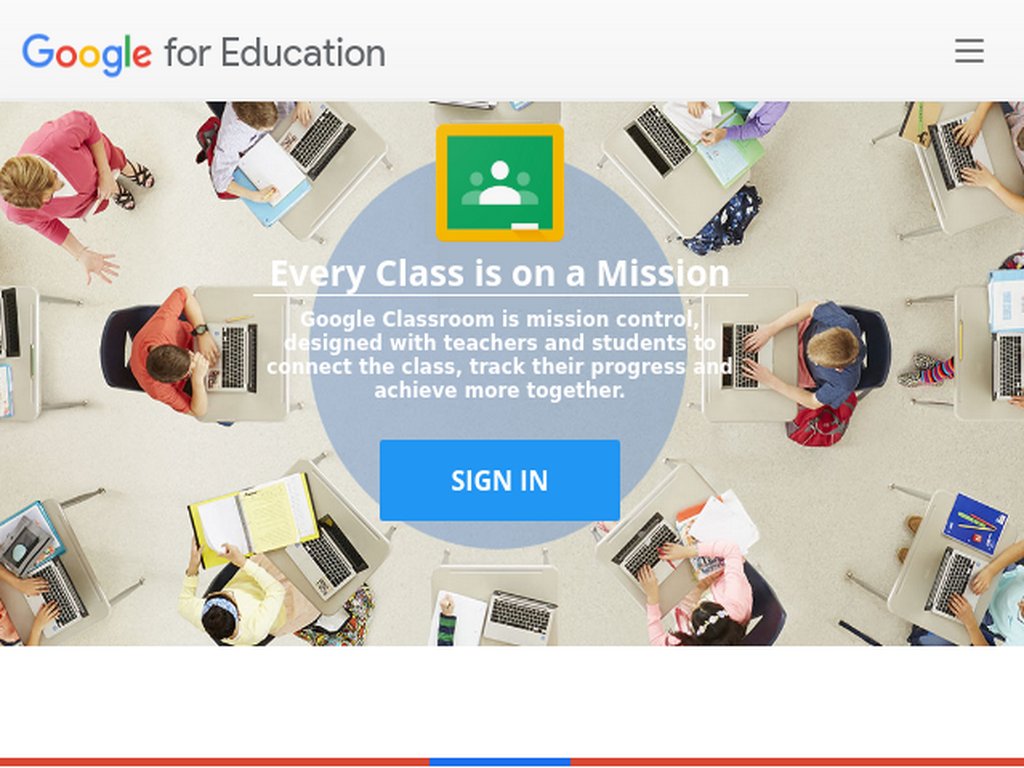 Google for Education
Every Class is on a Mission
Google Classroom is mission control,
designed with teachers and students to
connect the class, track their progress and
achieve more together.
SIGN IN